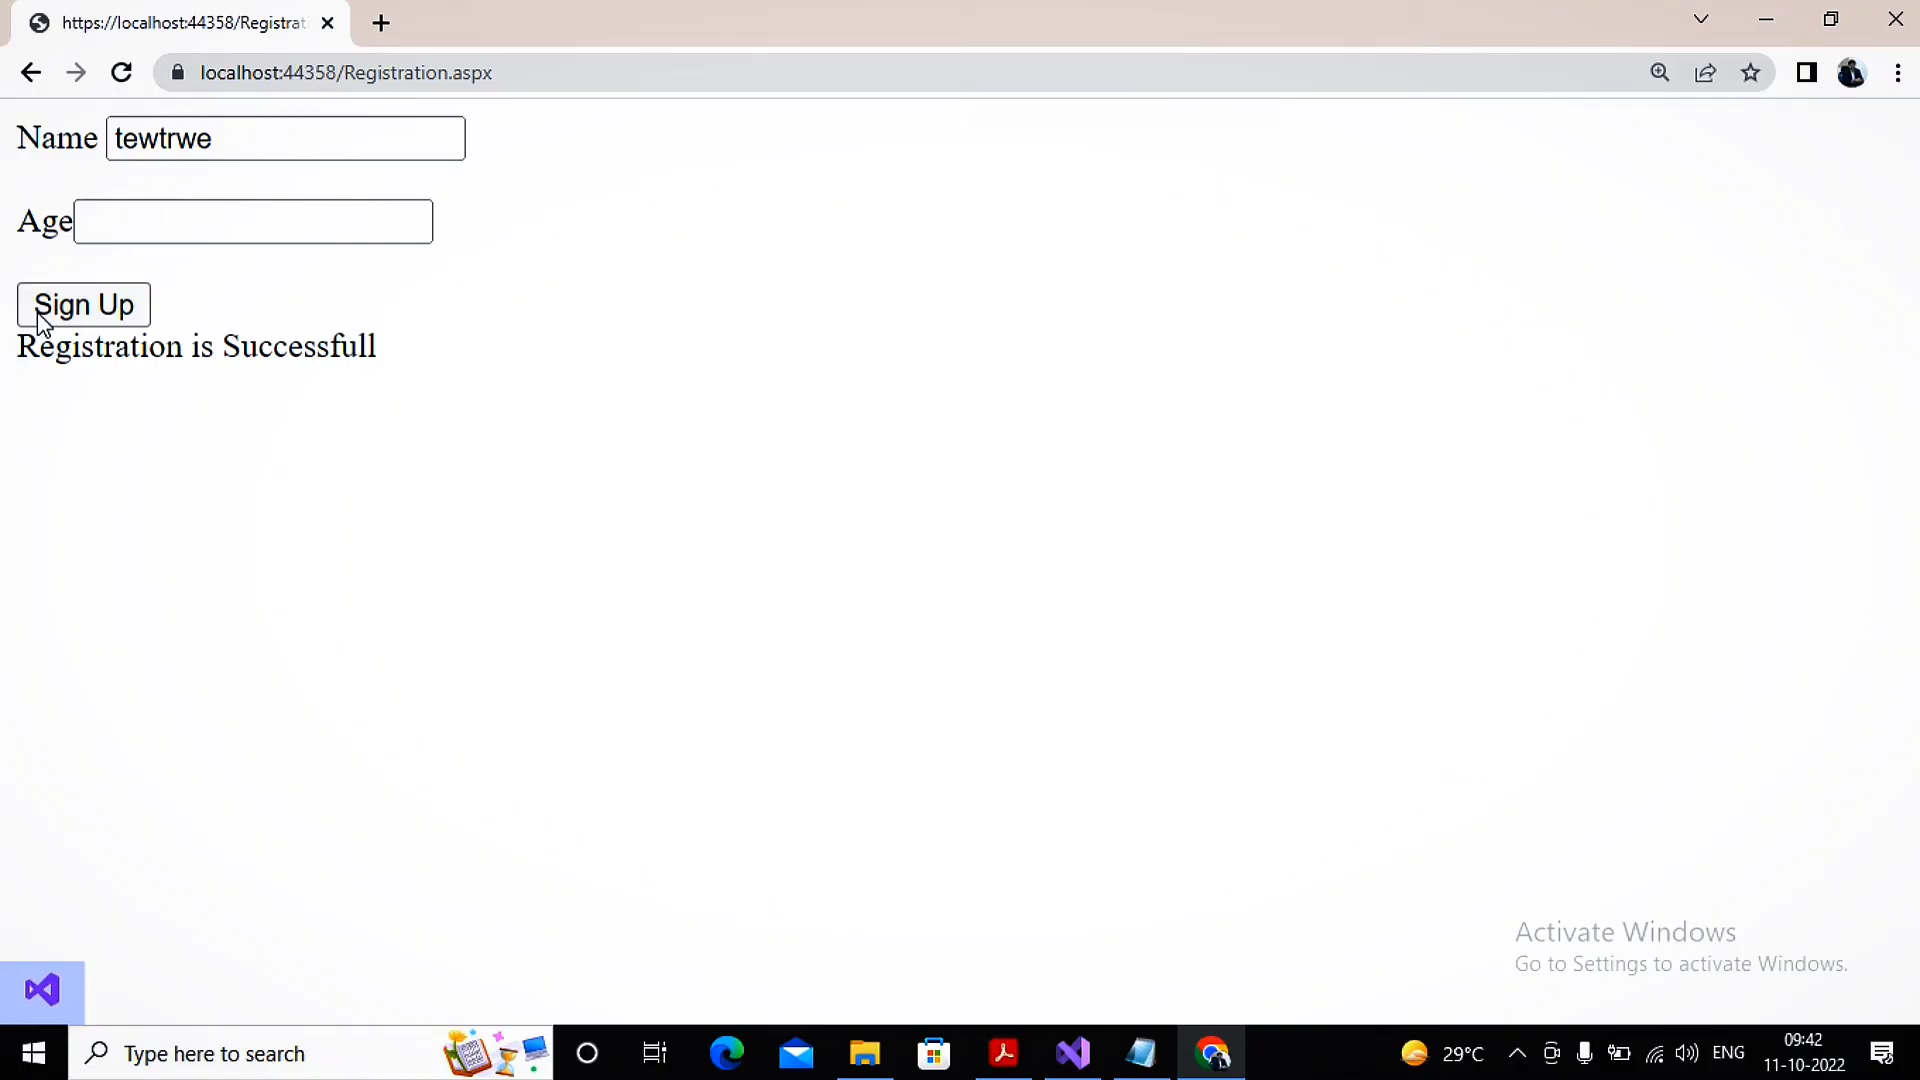 https://localhost:44358/Registrat
localhost:44358/Registration.aspx
Name tewtrwe
Age
Sign Up
Registration is Successfull
Activate Windows
Go to Settings to activate Windows.
Type here to search
29°C
ENG
09:42
11-10-2022